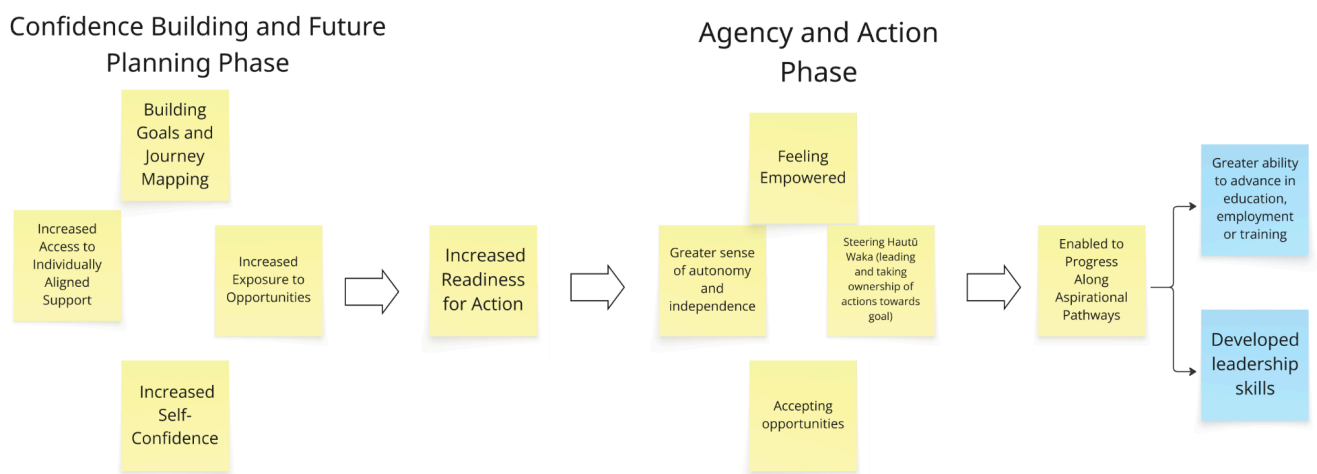 Confidence Building and Future
Planning Phase
Building
Goals and
Journey
Mapping
Increased
Access to
Individually
Aligned
Support
Increased
Exposure to
Opportunities
Increased
Self-
Confidence
Increased
Readiness
for Action
Agency and Action
Phase
Feeling
Empowered
Greater sense
of autonomy
and
independence
Steering Hautū
Waka (leading
and taking
ownership of
actions towards
goal)
Accepting
opportunities
Enabled to
Progress
Along
Aspirational
Pathways
Greater ability
to advance in
education,
employment
or training
Developed
leadership
skills